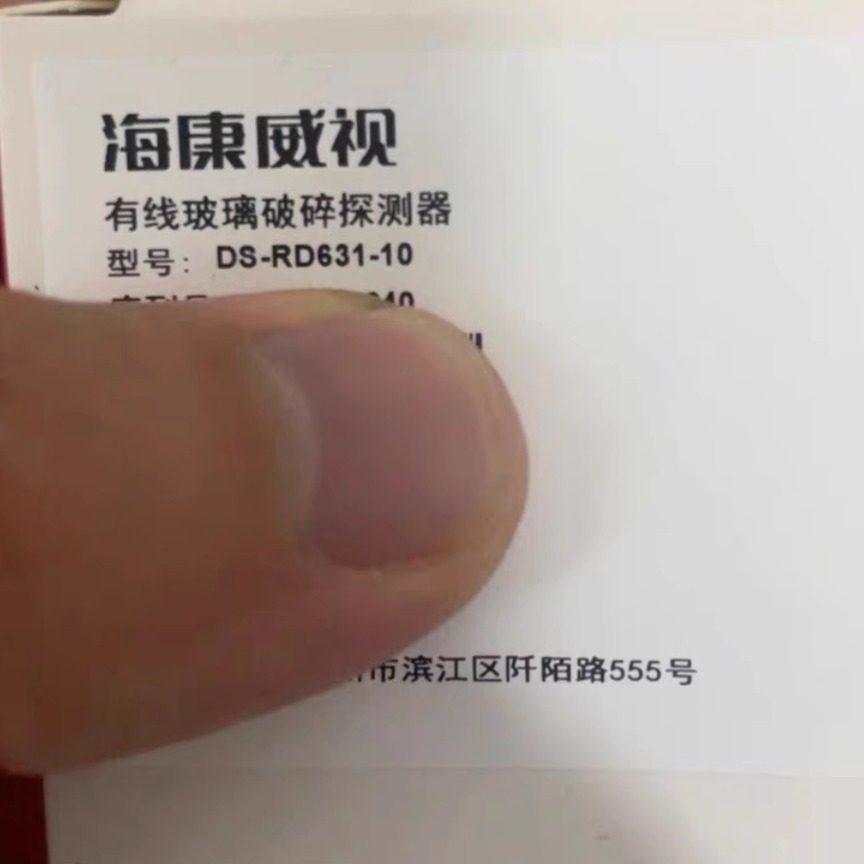 海康威视
有线玻璃破碎探测器
型号：DS-RD631-10
市滨江区阡陌路555号